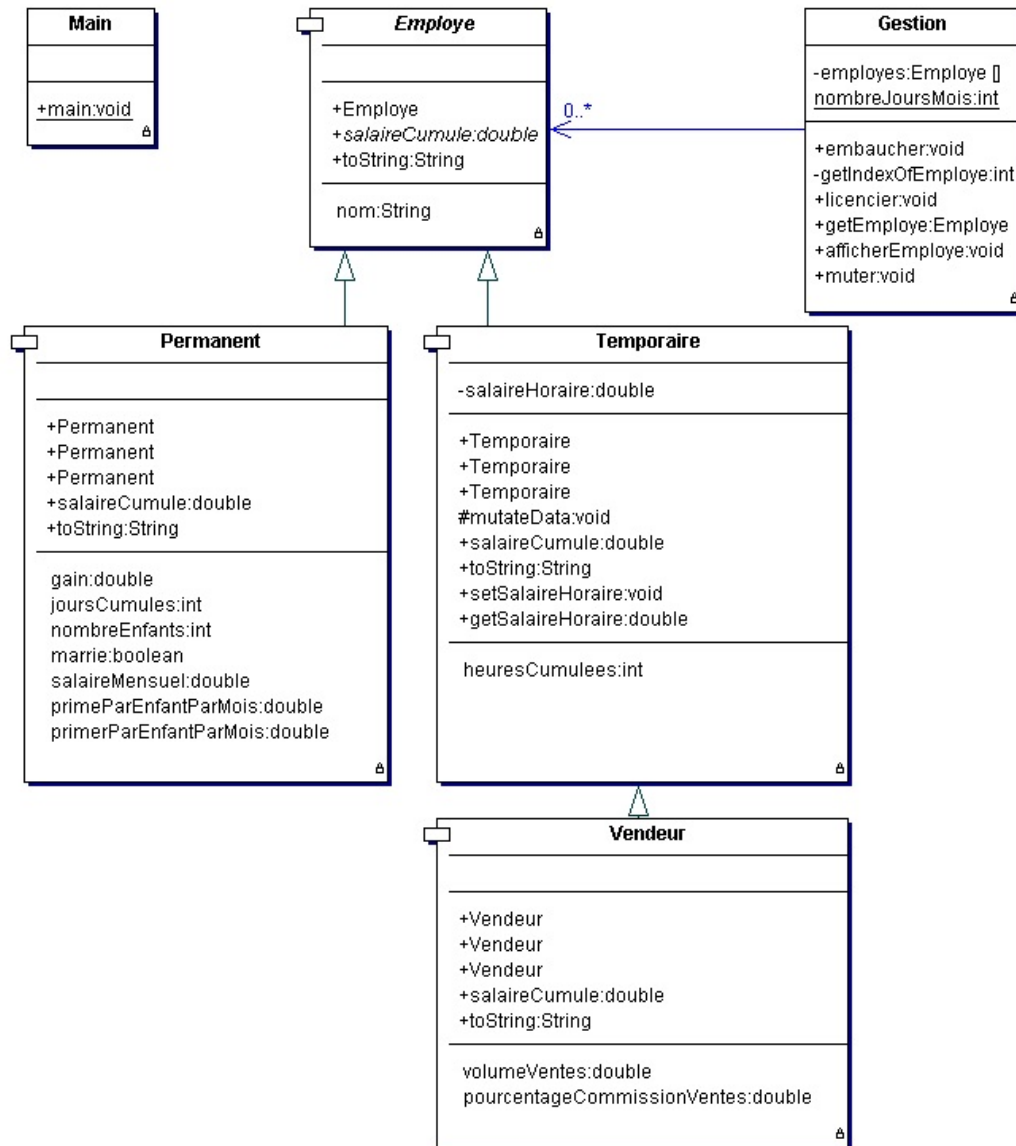 Main
+main:void
Employe
+Employe
+salaireCumule:double
+toString:String
nom:String
0..*
Gestion
-employes:Employe []
nombreJoursMois:int
+embaucher:void
-getIndexOfEmploye:int
+licencier:void
+getEmploye:Employe
+afficherEmploye:void
+muter:void
Permanent
+Permanent
+Permanent
+Permanent
+salaireCumule:double
+toString:String
gain:double
joursCumules:int
nombreEnfants:int
marrie:boolean
salaireMensuel:double
primeParEnfantParMois:double
primerParEnfantParMois:double
Temporaire
-salaireHoraire:double
+Temporaire
+Temporaire
+Temporaire
#mutateData:void
+salaireCumule:double
+toString:String
+setSalaireHoraire:void
+getSalaireHoraire:double
heuresCumulees:int
Vendeur
+Vendeur
+Vendeur
+Vendeur
+salaireCumule:double
+toString:String
volumeVentes:double
pourcentageCommissionVentes:double